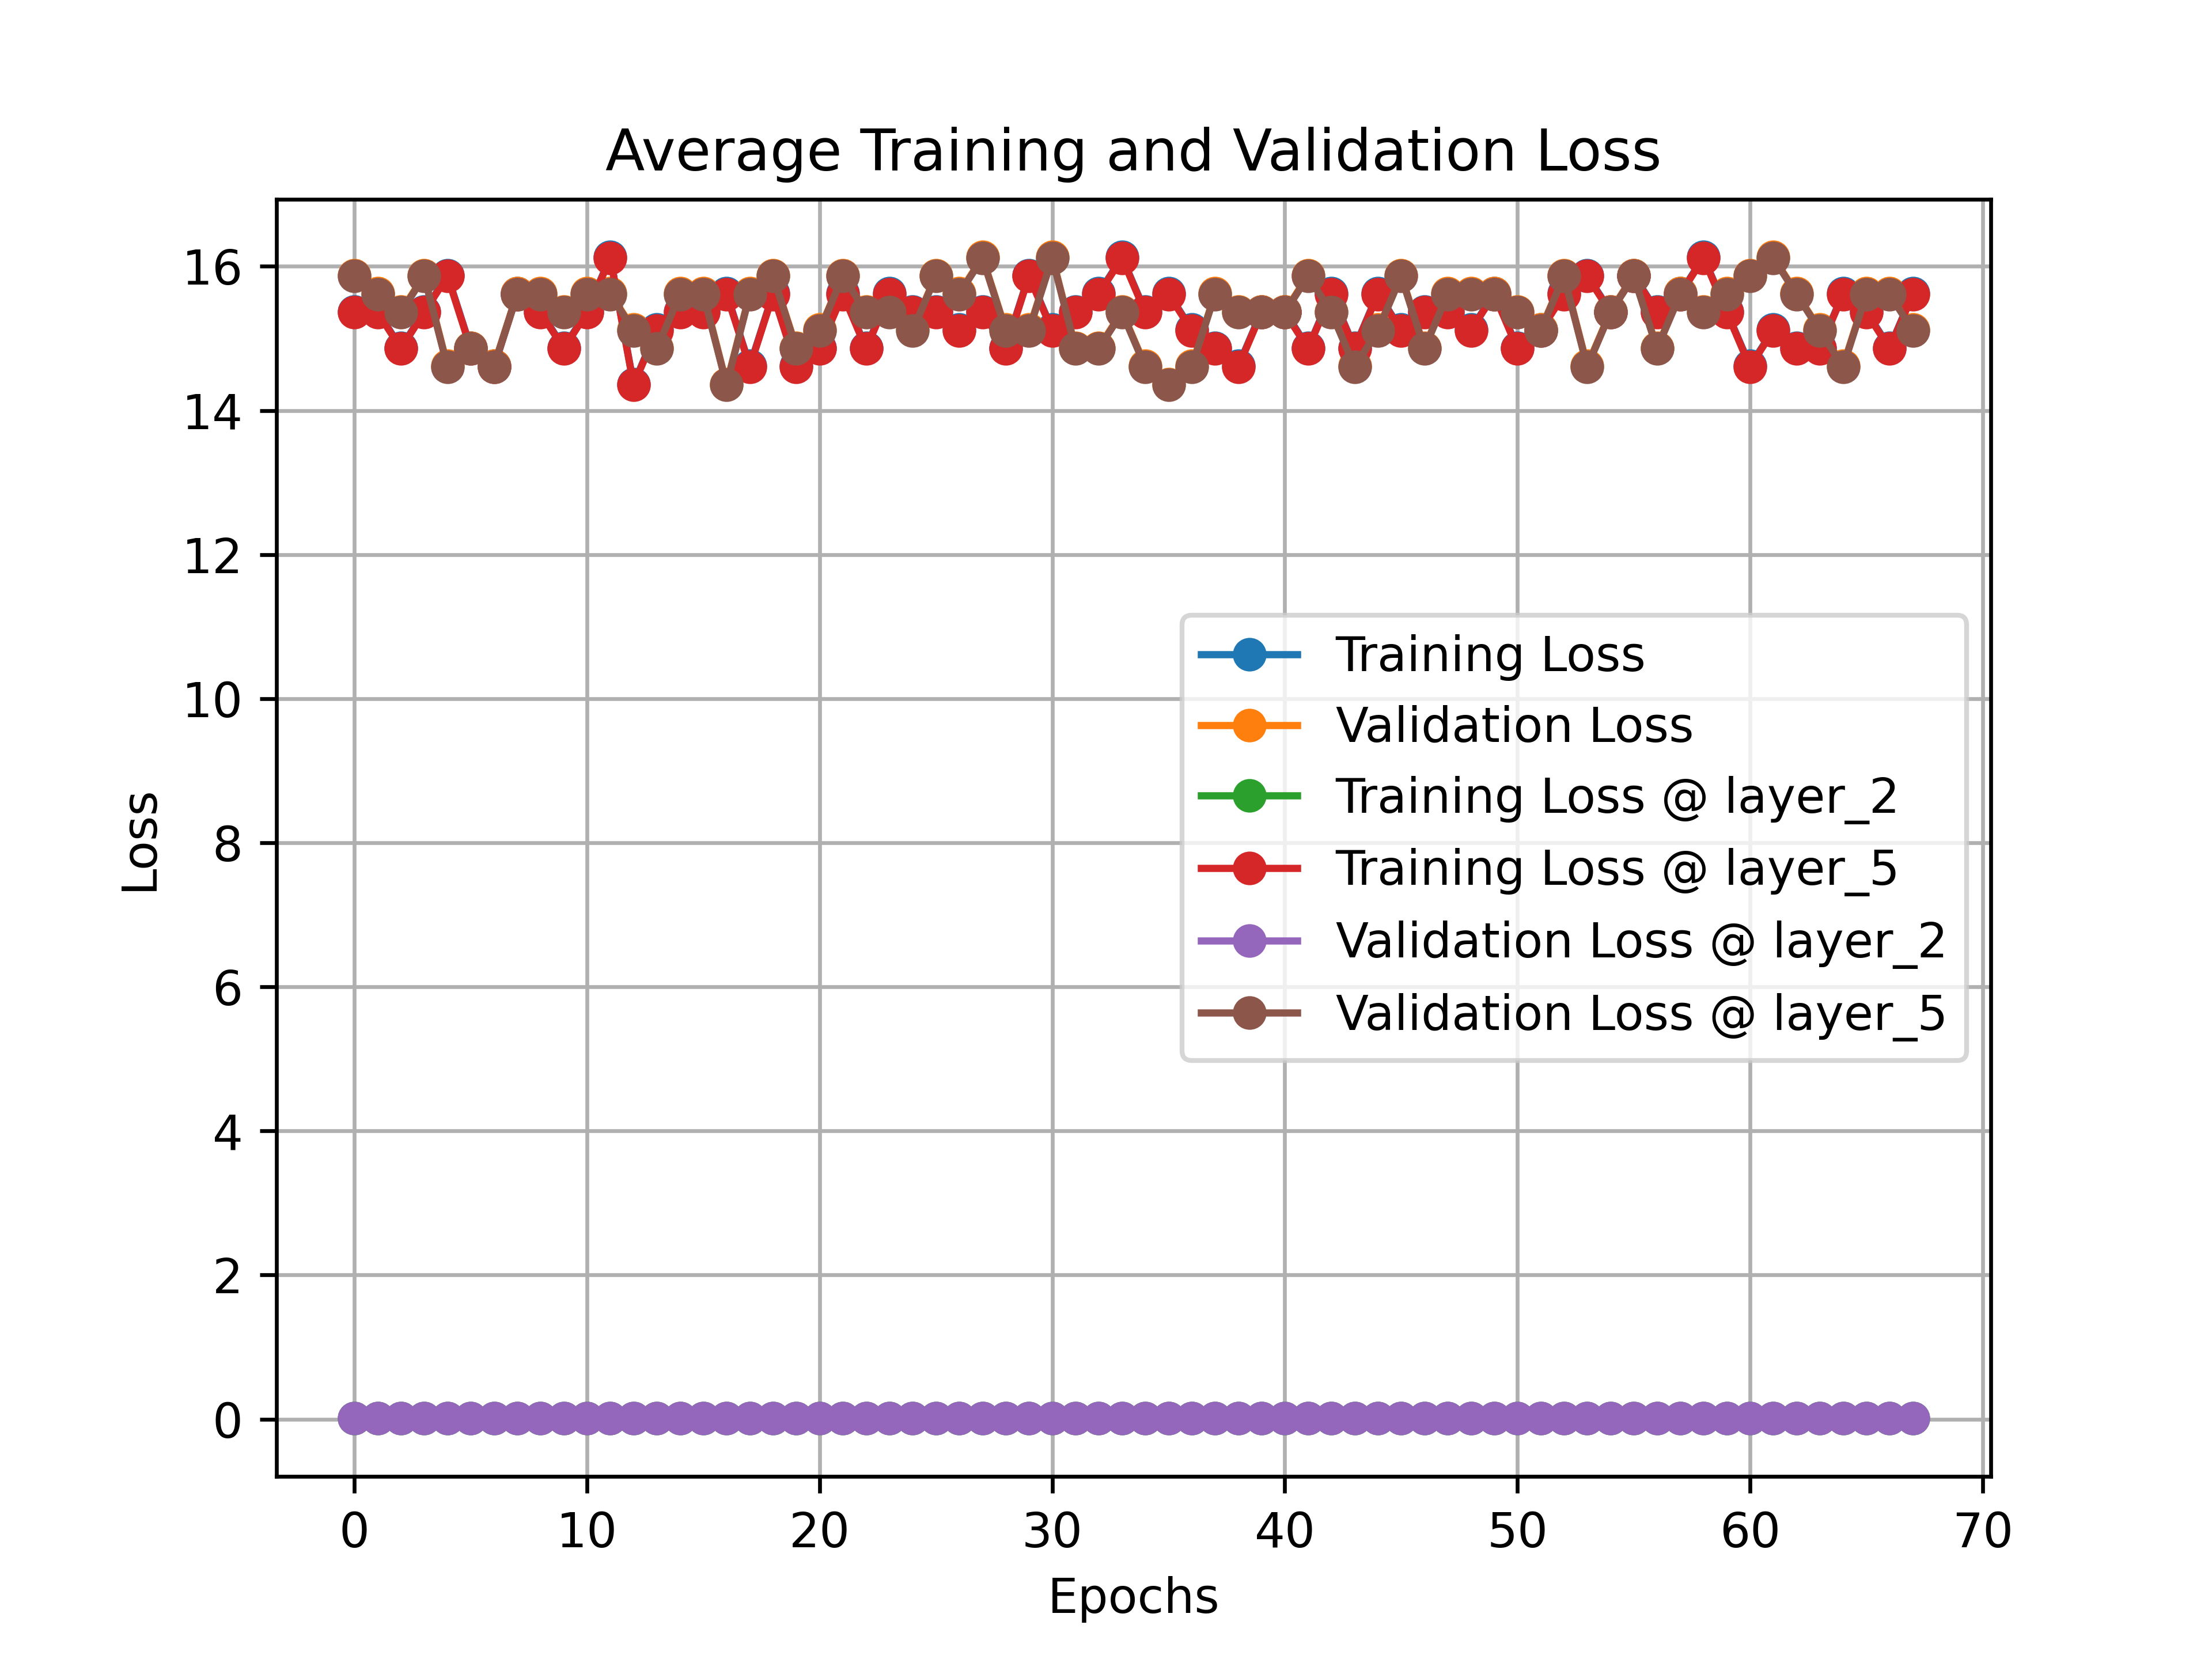 Average Training and Validation Loss
16
14
12
10
8
6
4
2
0
Loss
Training Loss
Validation Loss
Training Loss @ layer_2
Training Loss @ layer_5
Validation Loss @ layer_2
Validation Loss @ layer_5
0 10 20 30 40 50 60 70
Epochs